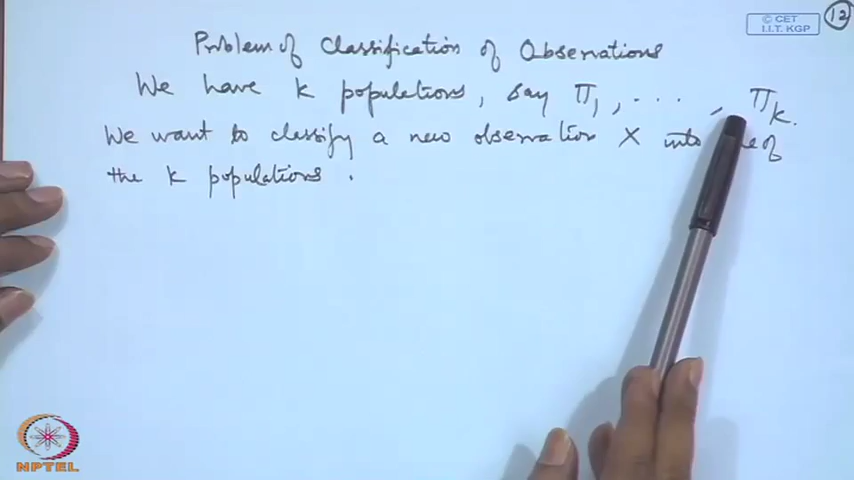 © CET
I.I.T. KGP
12
Problem of Classification of Observations
We have k populations, say π₁, ... , πₖ.
We want to classify a new observation X into of
the k populations.
NPTEL